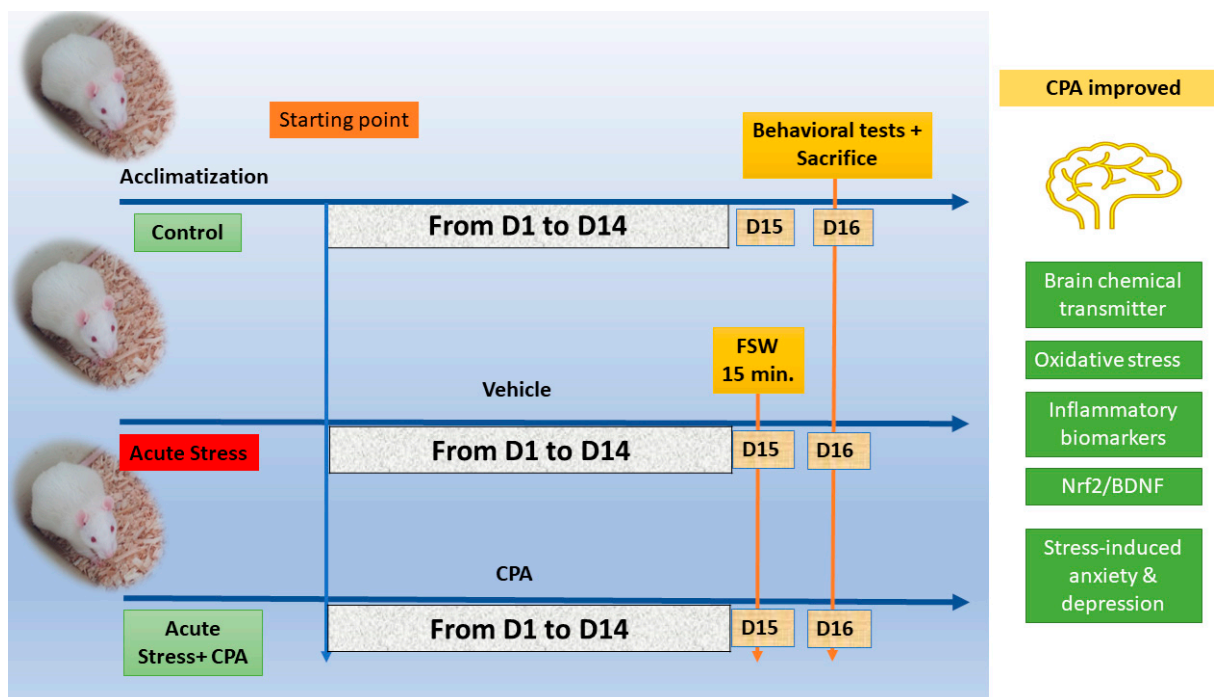 Starting point
Behavioral tests +
Sacrifice
Acclimatization
Control
From D1 to D14
D15
D16
FSW
15 min.
Vehicle
Acute Stress
From D1 to D14
D15
D16
CPA
Acute
Stress+ CPA
From D1 to D14
D15
D16
CPA improved
Brain chemical
transmitter
Oxidative stress
Inflammatory
biomarkers
Nrf2/BDNF
Stress-induced
anxiety &
depression